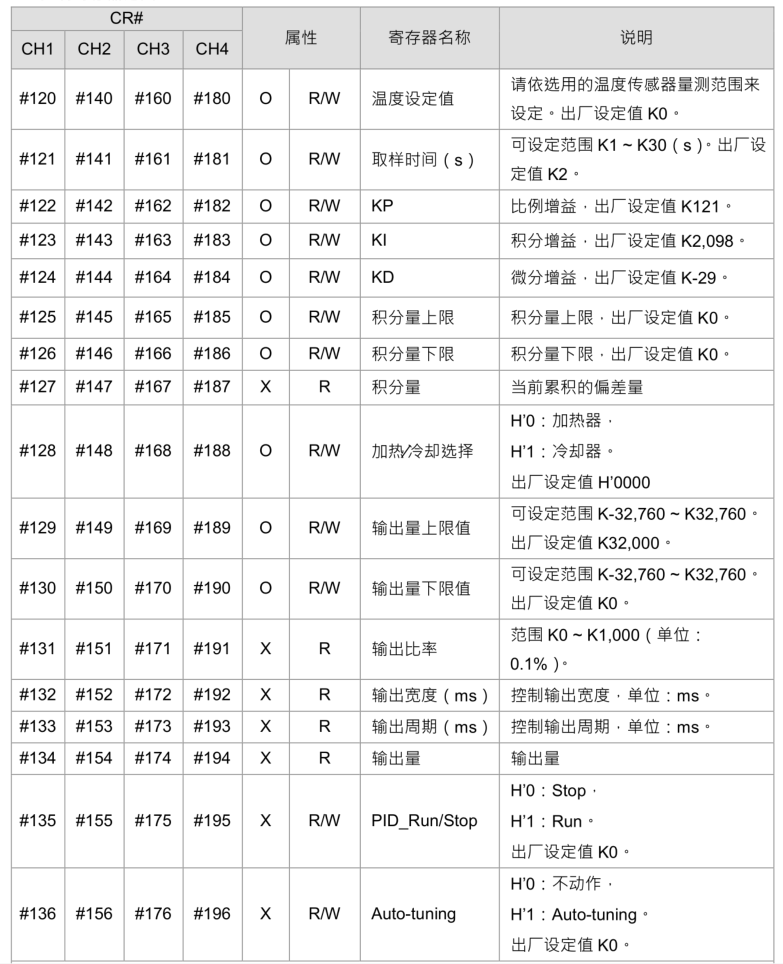 CR#
属性
寄存器名称
说明
CH1 CH2 CH3 CH4
#120 #140 #160 #180 O R/W 温度设定值 请依选用的温度传感器量测范围来
设定。出厂设定值 K0。
#121 #141 #161 #181 O R/W 取样时间（s） 可设定范围 K1 ~ K30（s）。出厂设
定值 K2。
#122 #142 #162 #182 O R/W KP 比例增益，出厂设定值 K121。
#123 #143 #163 #183 O R/W KI 积分增益，出厂设定值 K2,098。
#124 #144 #164 #184 O R/W KD 微分增益，出厂设定值 K-29。
#125 #145 #165 #185 O R/W 积分量上限 积分量上限，出厂设定值 K0。
#126 #146 #166 #186 O R/W 积分量下限 积分量下限，出厂设定值 K0。
#127 #147 #167 #187 X R 积分量 当前累积的偏差量
#128 #148 #168 #188 O R/W 加热/冷却选择 H’0：加热器，
H’1：冷却器。
出厂设定值 H’0000
#129 #149 #169 #189 O R/W 输出量上限值 可设定范围 K-32,760 ~ K32,760。
出厂设定值 K32,000。
#130 #150 #170 #190 O R/W 输出量下限值 可设定范围 K-32,760 ~ K32,760。
出厂设定值 K0。
#131 #151 #171 #191 X R 输出比率 范围 K0 ~ K1,000（单位：
0.1%）。
#132 #152 #172 #192 X R 输出宽度（ms） 控制输出宽度，单位：ms。
#133 #153 #173 #193 X R 输出周期（ms） 控制输出周期，单位：ms。
#134 #154 #174 #194 X R 输出量 输出量
#135 #155 #175 #195 X R/W PID_Run/Stop H’0：Stop，
H’1：Run。
出厂设定值 K0。
#136 #156 #176 #196 X R/W Auto-tuning H’0：不动作，
H’1：Auto-tuning。
出厂设定值 K0。